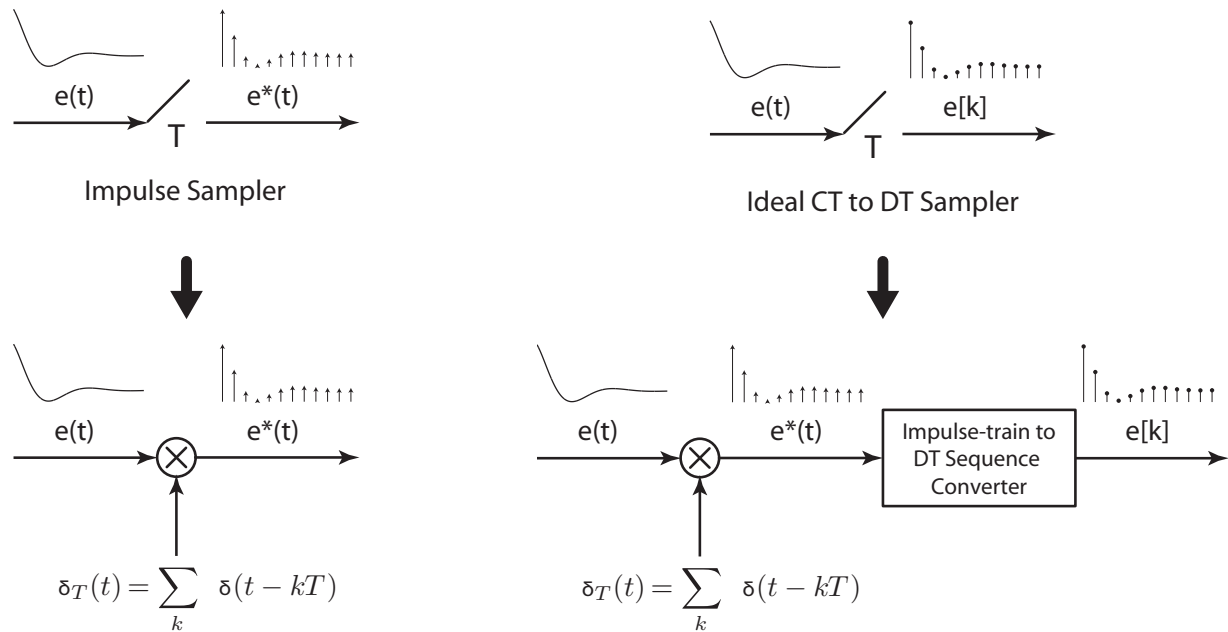 e(t)
e*(t)
T
Impulse Sampler
e(t)
e[k]
T
Ideal CT to DT Sampler
e(t)
e*(t)
δ_T(t) = ∑_k δ(t − kT)
e(t)
e*(t)
Impulse-train to
DT Sequence
Converter
e[k]
δ_T(t) = ∑_k δ(t − kT)